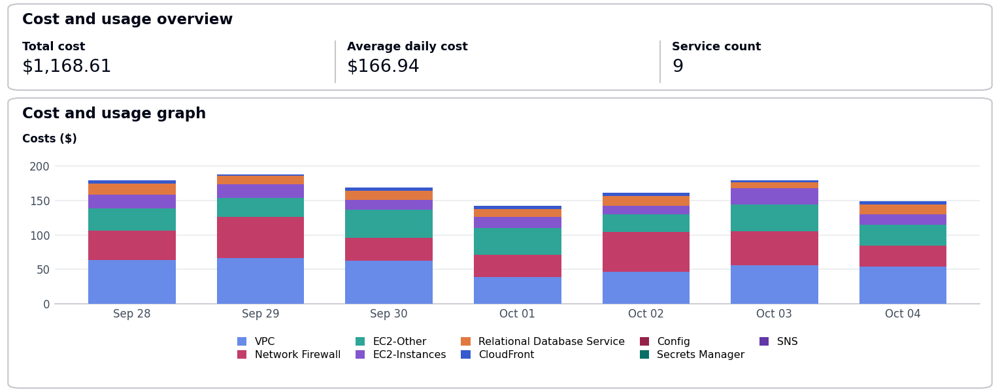 Cost and usage overview
Total cost
Average daily cost
Service count
$1,168.61
$166.94
9
Cost and usage graph
Costs ($)
200
150
100
50
0
Sep 28
Sep 29
Sep 30
Oct 01
Oct 02
Oct 03
Oct 04
VPC
EC2-Other
Relational Database Service
Config
SNS
Network Firewall
EC2-Instances
CloudFront
Secrets Manager